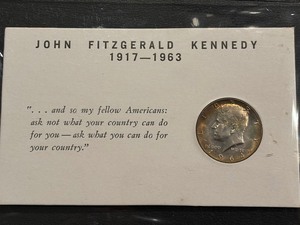 JOHN FITZGERALD KENNEDY
1917—1963
". . . and so my fellow Americans:
ask not what your country can do
for you — ask what you can do for
your country."